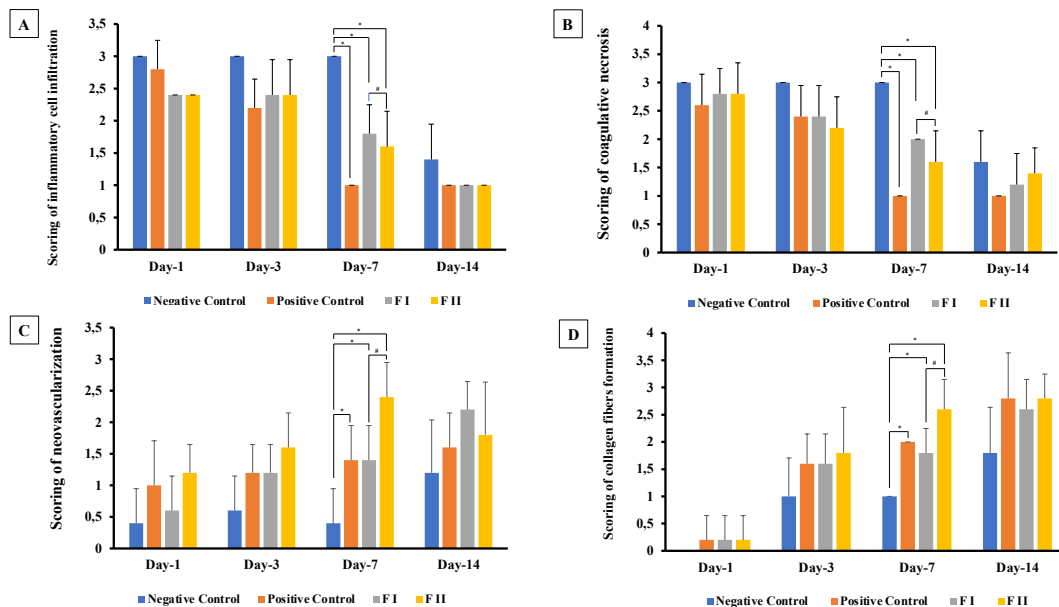 A
Scoring of inflammatory cell infiltration
3,5
3
2,5
2
1,5
1
0,5
0
* * * #
Day-1 Day-3 Day-7 Day-14
Negative Control Positive Control F I F II
B
Scoring of coagulative necrosis
4
3,5
3
2,5
2
1,5
1
0,5
0
* * * #
Day-1 Day-3 Day-7 Day-14
Negative Control Positive Control F I F II
C
Scoring of neovascularization
3,5
3
2,5
2
1,5
1
0,5
0
* * * #
Day-1 Day-3 Day-7 Day-14
Negative Control Positive Control F I F II
D
Scoring of collagen fibers formation
4
3,5
3
2,5
2
1,5
1
0,5
0
* * * #
Day-1 Day-3 Day-7 Day-14
Negative Control Positive Control F I F II